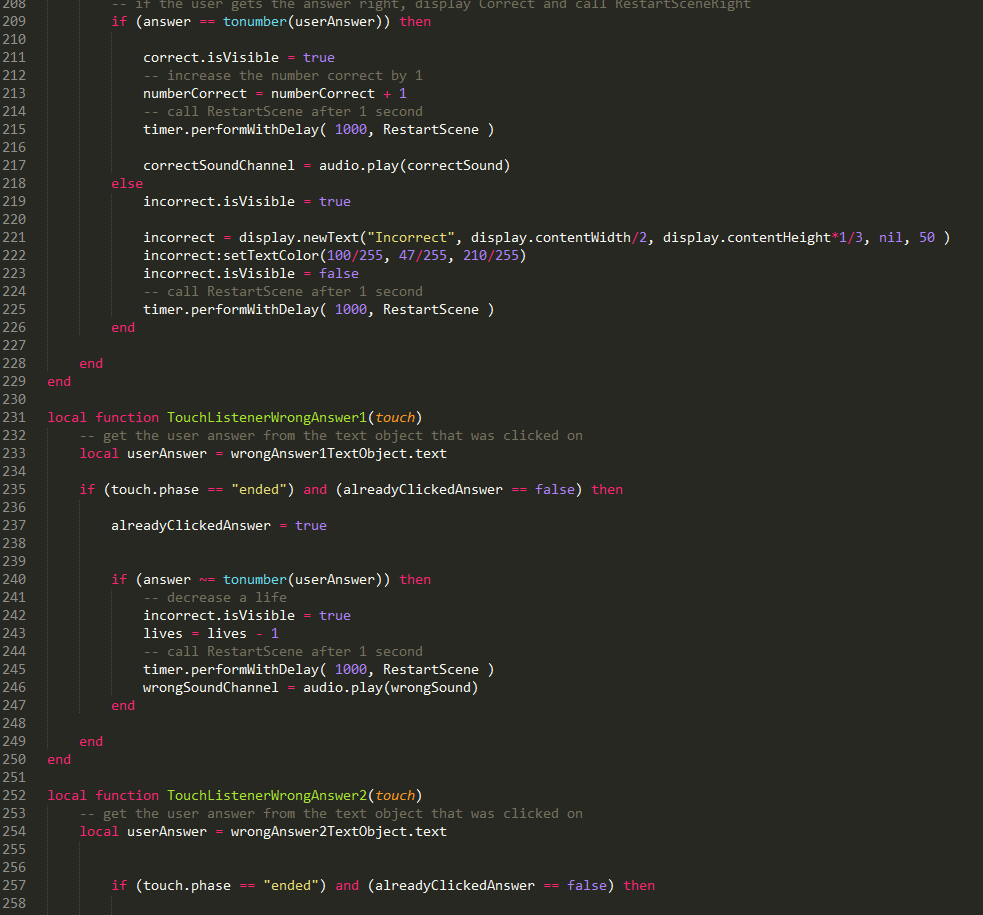 208 -- if the user gets the answer right, display Correct and call RestartSceneRight
209 if (answer == tonumber(userAnswer)) then
210
211 correct.isVisible = true
212 -- increase the number correct by 1
213 numberCorrect = numberCorrect + 1
214 -- call RestartScene after 1 second
215 timer.performWithDelay( 1000, RestartScene )
216
217 correctSoundChannel = audio.play(correctSound)
218 else
219 incorrect.isVisible = true
220
221 incorrect = display.newText("Incorrect", display.contentWidth/2, display.contentHeight*1/3, nil, 50 )
222 incorrect:setTextColor(100/255, 47/255, 210/255)
223 incorrect.isVisible = false
224 -- call RestartScene after 1 second
225 timer.performWithDelay( 1000, RestartScene )
226 end
227
228 end
229 end
230
231 local function TouchListenerWrongAnswer1(touch)
232 -- get the user answer from the text object that was clicked on
233 local userAnswer = wrongAnswer1TextObject.text
234
235 if (touch.phase == "ended") and (alreadyClickedAnswer == false) then
236
237 alreadyClickedAnswer = true
238
239
240 if (answer ~= tonumber(userAnswer)) then
241 -- decrease a life
242 incorrect.isVisible = true
243 lives = lives - 1
244 -- call RestartScene after 1 second
245 timer.performWithDelay( 1000, RestartScene )
246 wrongSoundChannel = audio.play(wrongSound)
247 end
248
249 end
250 end
251
252 local function TouchListenerWrongAnswer2(touch)
253 -- get the user answer from the text object that was clicked on
254 local userAnswer = wrongAnswer2TextObject.text
255
256
257 if (touch.phase == "ended") and (alreadyClickedAnswer == false) then
258